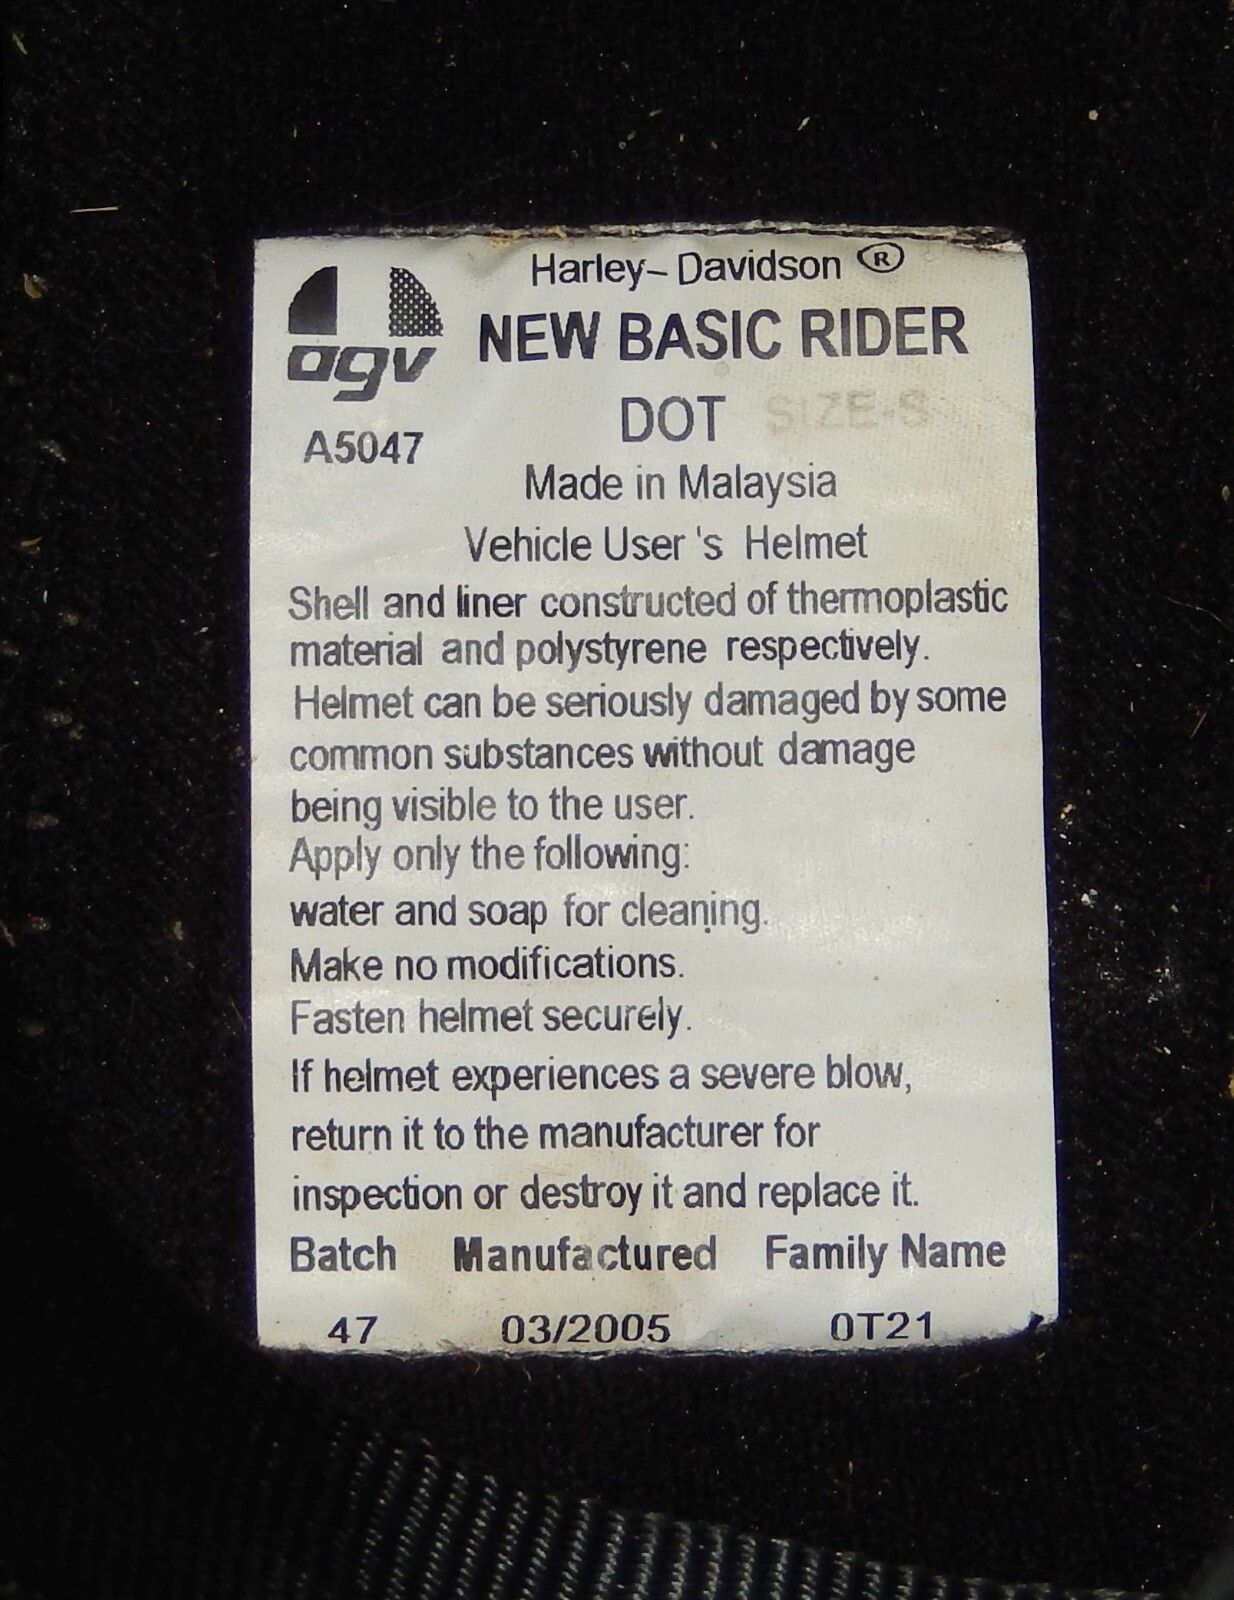 Harley-Davidson ®
agv NEW BASIC RIDER
DOT SIZE-S
A5047
Made in Malaysia
Vehicle User 's Helmet
Shell and liner constructed of thermoplastic
material and polystyrene respectively.
Helmet can be seriously damaged by some
common substances without damage
being visible to the user.
Apply only the following:
water and soap for cleaning.
Make no modifications.
Fasten helmet securely.
If helmet experiences a severe blow,
return it to the manufacturer for
inspection or destroy it and replace it.
Batch Manufactured Family Name
47 03/2005 0T21